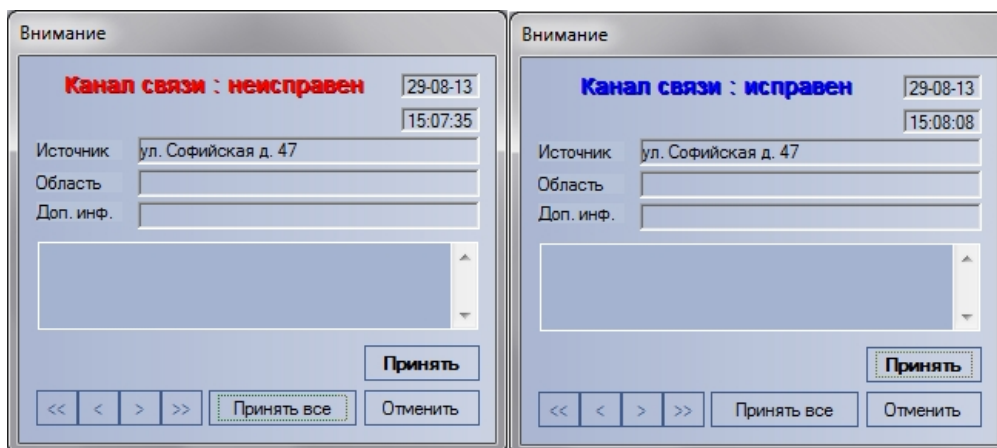 Внимание
Канал связи : неисправен 29-08-13
15:07:35
Источник ул. Софийская д. 47
Область
Доп. инф.
Принять
<< < > >> Принять все Отменить
Внимание
Канал связи : исправен 29-08-13
15:08:08
Источник ул. Софийская д. 47
Область
Доп. инф.
Принять
<< < > >> Принять все Отменить